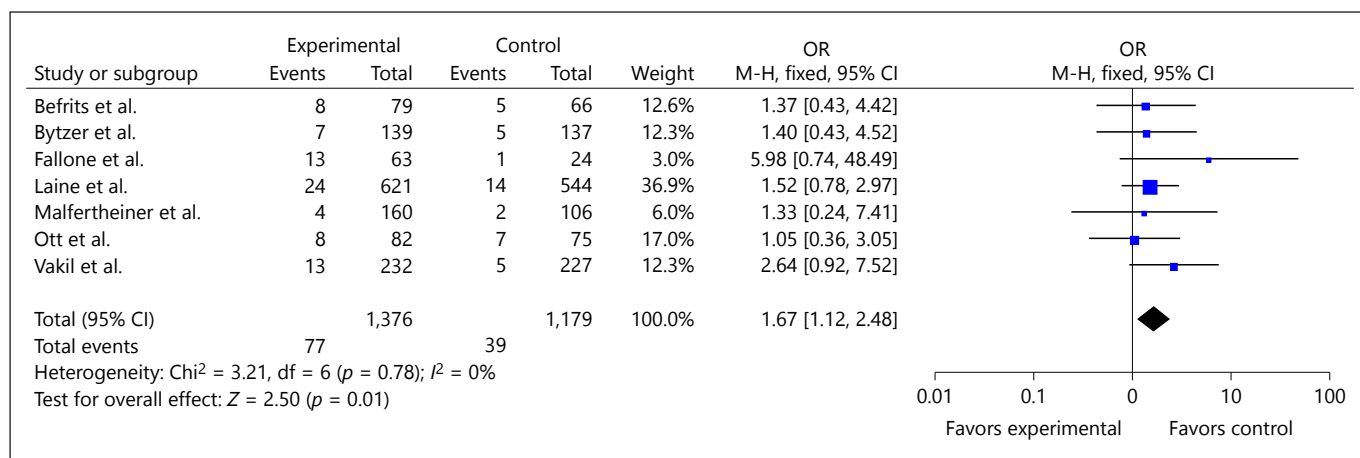 Experimental Control OR OR
Study or subgroup Events Total Events Total Weight M-H, fixed, 95% CI M-H, fixed, 95% CI
Befrits et al. 8 79 5 66 12.6% 1.37 [0.43, 4.42]
Bytzer et al. 7 139 5 137 12.3% 1.40 [0.43, 4.52]
Fallone et al. 13 63 1 24 3.0% 5.98 [0.74, 48.49]
Laine et al. 24 621 14 544 36.9% 1.52 [0.78, 2.97]
Malfertheiner et al. 4 160 2 106 6.0% 1.33 [0.24, 7.41]
Ott et al. 8 82 7 75 17.0% 1.05 [0.36, 3.05]
Vakil et al. 13 232 5 227 12.3% 2.64 [0.92, 7.52]
Total (95% CI) 1,376 1,179 100.0% 1.67 [1.12, 2.48]
Total events 77 39
Heterogeneity: Chi² = 3.21, df = 6 (p = 0.78); I² = 0%
Test for overall effect: Z = 2.50 (p = 0.01)
0.01 0.1 0 10 100
Favors experimental Favors control